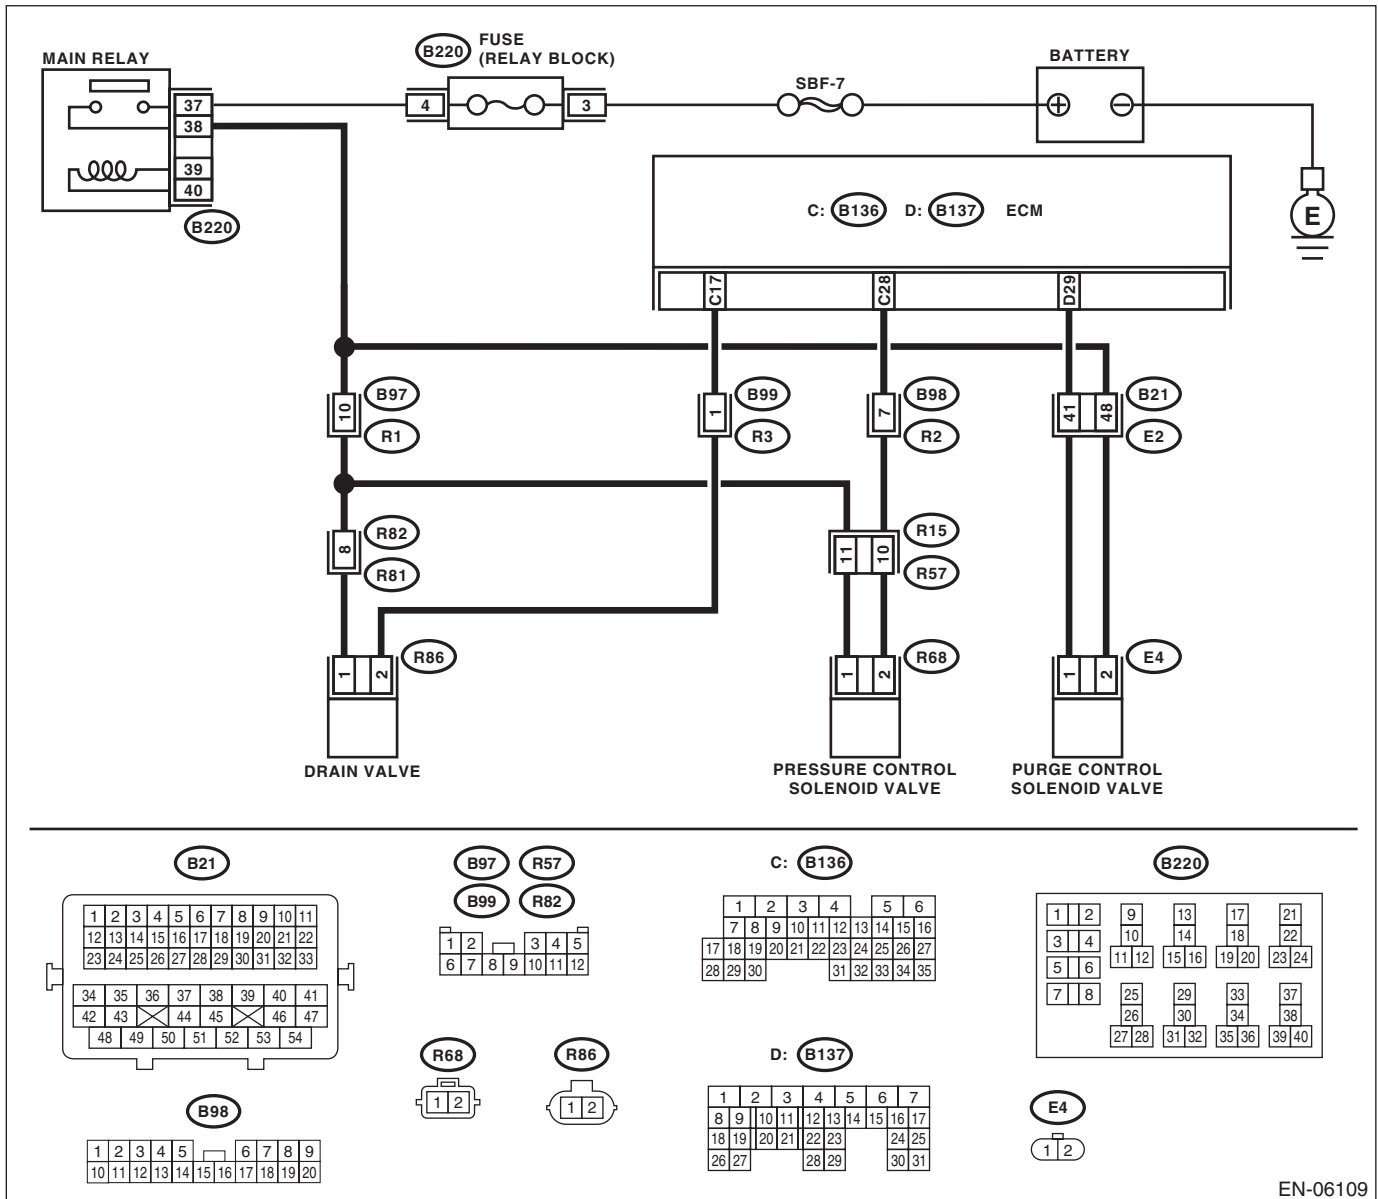 MAIN RELAY
B220
FUSE
(RELAY BLOCK)
SBF-7
BATTERY
37
38
39
40
B220
4
3
E
C: B136 D: B137 ECM
C17
C28
D29
10
B97
R1
1
B99
R3
7
B98
R2
41 48
B21
E2
8
R82
R81
11 10
R15
R57
1 2
R86
1 2
R68
1 2
E4
DRAIN VALVE
PRESSURE CONTROL
SOLENOID VALVE
PURGE CONTROL
SOLENOID VALVE
B21
1 2 3 4 5 6 7 8 9 10 11
12 13 14 15 16 17 18 19 20 21 22
23 24 25 26 27 28 29 30 31 32 33
34 35 36 37 38 39 40 41
42 43 44 45 46 47
48 49 50 51 52 53 54
B98
1 2 3 4 5 6 7 8 9
10 11 12 13 14 15 16 17 18 19 20
B97 R57
B99 R82
1 2 3 4 5
6 7 8 9 10 11 12
R68
1 2
R86
1 2
C: B136
1 2 3 4 5 6
7 8 9 10 11 12 13 14 15 16
17 18 19 20 21 22 23 24 25 26 27
28 29 30 31 32 33 34 35
D: B137
1 2 3 4 5 6 7
8 9 10 11 12 13 14 15 16 17
18 19 20 21 22 23 24 25
26 27 28 29 30 31
B220
1 2 9 13 17 21
3 4 10 14 18 22
5 6 11 12 15 16 19 20 23 24
7 8 25 29 33 37
26 30 34 38
27 28 31 32 35 36 39 40
E4
1 2
EN-06109